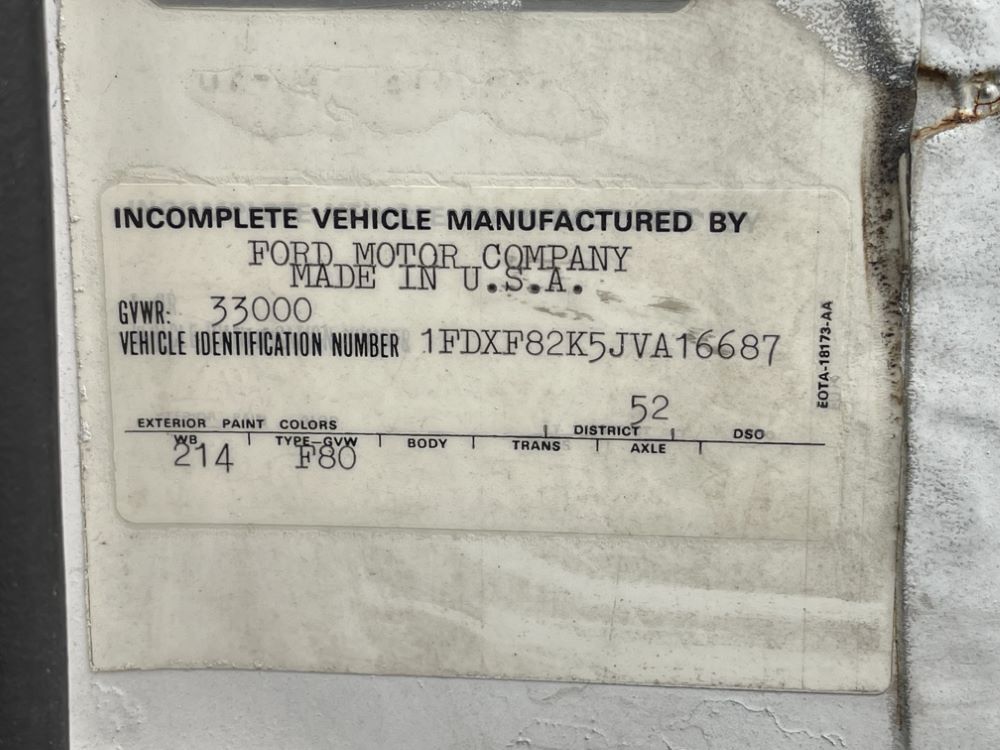 INCOMPLETE VEHICLE MANUFACTURED BY
FORD MOTOR COMPANY
MADE IN U.S.A.
GVWR: 33000
VEHICLE IDENTIFICATION NUMBER 1FDXF82K5JVA16687
EOTA-18173-AA
52
EXTERIOR PAINT COLORS DISTRICT DSO
WB TYPE-GVW BODY TRANS AXLE
214 F80